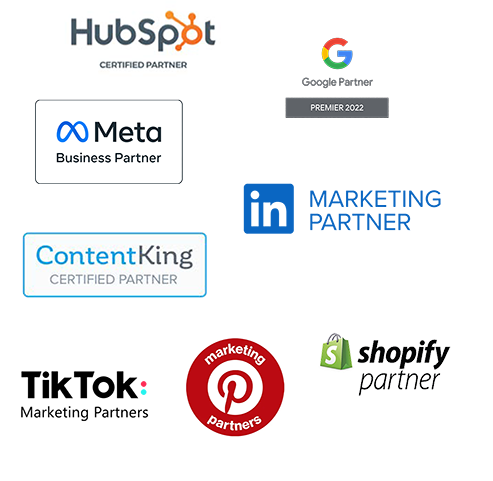 HubSpot
CERTIFIED PARTNER
Google Partner
PREMIER 2022
Meta
Business Partner
in MARKETING
PARTNER
ContentKing
CERTIFIED PARTNER
TikTok:
Marketing Partners
marketing
partners
S shopify
partner